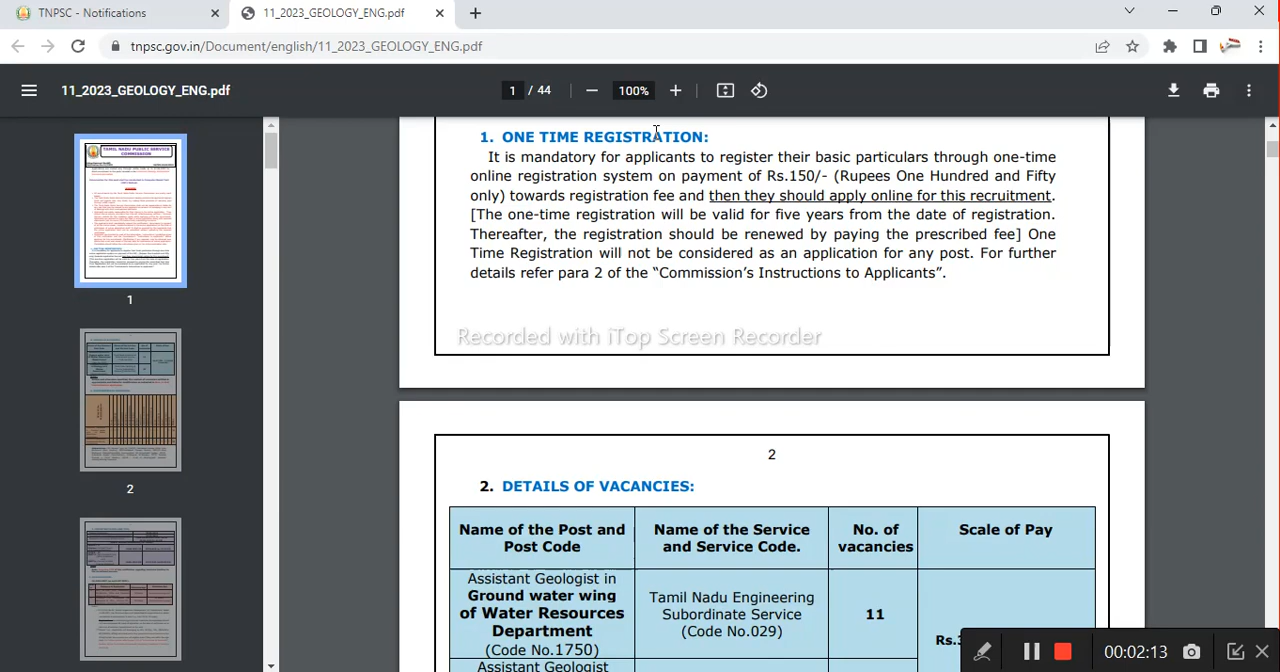 TNPSC - Notifications
11_2023_GEOLOGY_ENG.pdf
tnpsc.gov.in/Document/english/11_2023_GEOLOGY_ENG.pdf
11_2023_GEOLOGY_ENG.pdf
1 / 44
100%
TAMIL NADU PUBLIC SERVICE
COMMISSION
1
2
1. ONE TIME REGISTRATION:
It is mandatory for applicants to register their basic particulars through one-time
online registration system on payment of Rs.150/- (Rupees One Hundred and Fifty
only) towards registration fee and then they should apply online for this recruitment.
[The one-time registration will be valid for five years from the date of registration.
Thereafter, the registration should be renewed by paying the prescribed fee] One
Time Registration will not be considered as an application for any post. For further
details refer para 2 of the “Commission’s Instructions to Applicants”.
Recorded with iTop Screen Recorder
2
2. DETAILS OF VACANCIES:
Name of the Post and
Post Code
Name of the Service
and Service Code.
No. of
vacancies
Scale of Pay
Assistant Geologist in
Ground water wing
of Water Resources
Department
(Code No.1750)
Tamil Nadu Engineering
Subordinate Service
(Code No.029)
11
Assistant Geologist
00:02:13